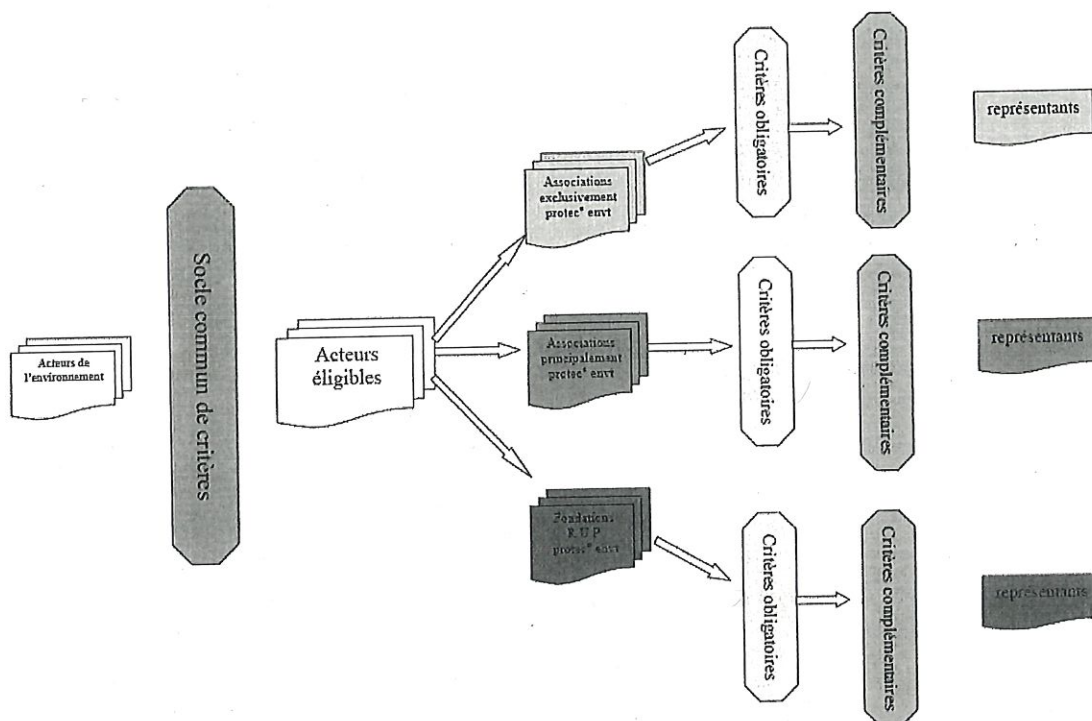 Acteurs de
l'environnement
Socle commun de critères
Acteurs
éligibles
Associations
exclusivement
protec° envt
Critères obligatoires
Critères complémentaires
représentants
Associations
principalement
protec° envt
Critères obligatoires
Critères complémentaires
représentants
Fondations
R U P
protec° envt
Critères obligatoires
Critères complémentaires
représentants